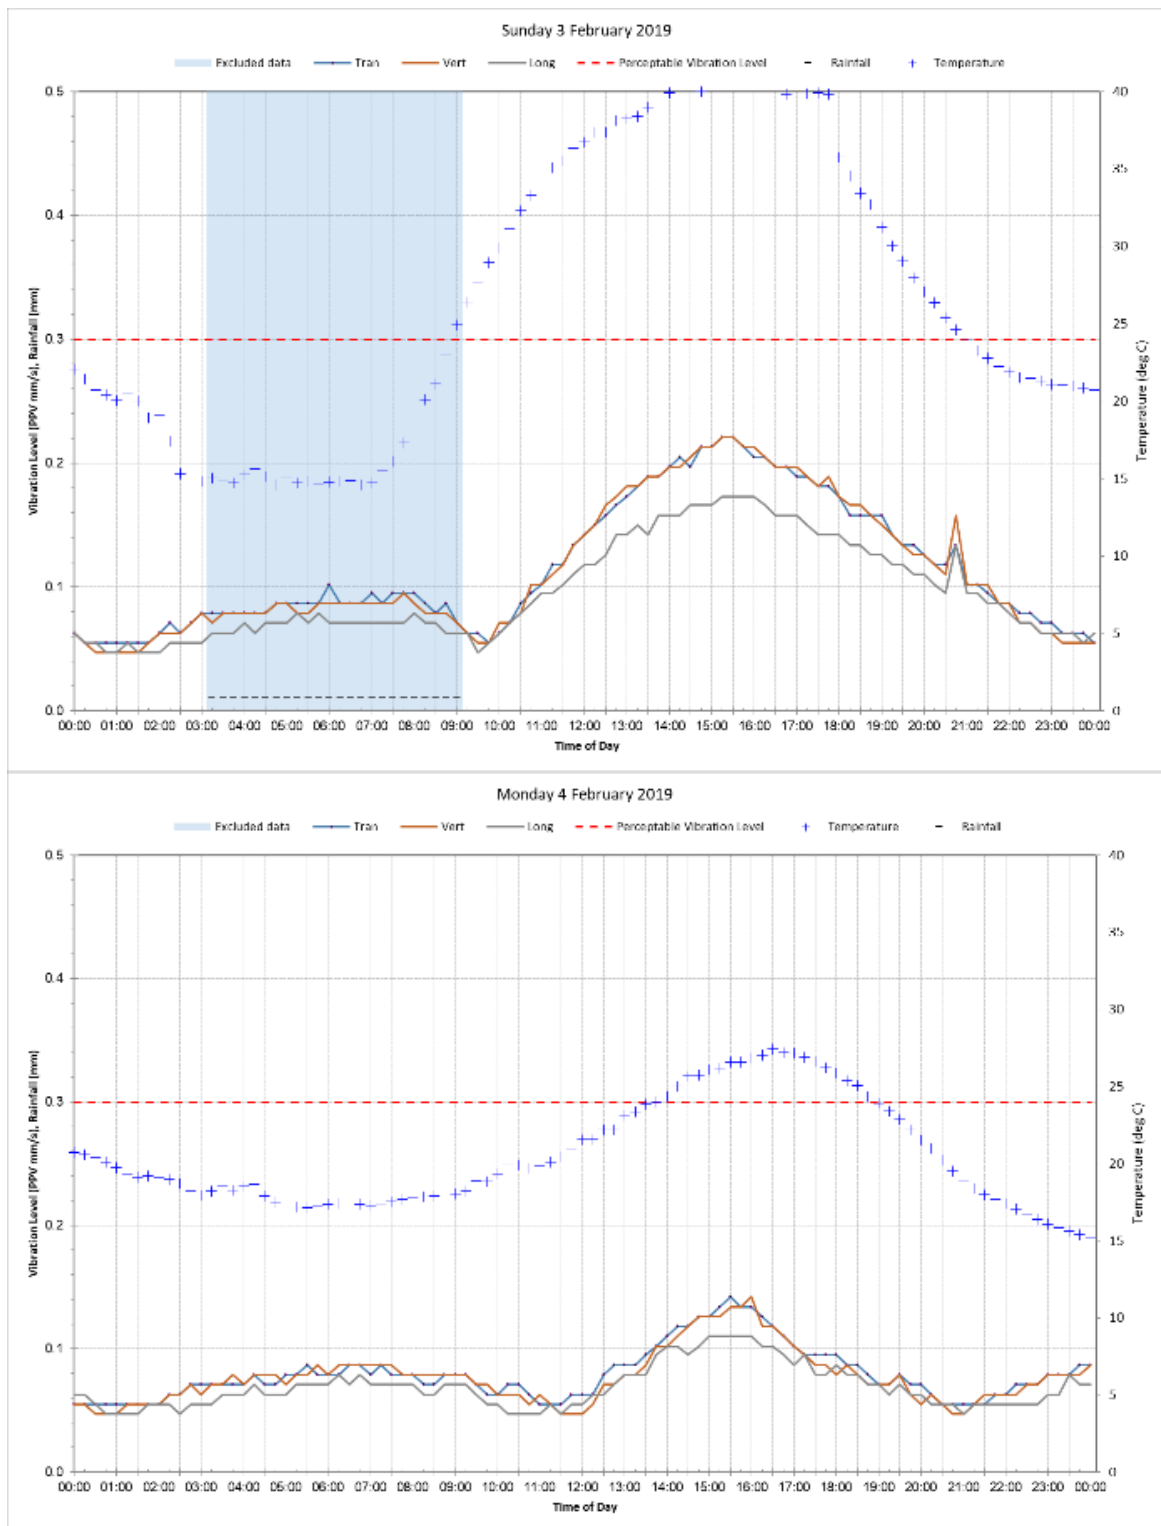 Sunday 3 February 2019
Excluded data Tran Vert Long Perceptable Vibration Level Rainfall Temperature
0.5
0.4
0.3
0.2
0.1
0.0
Vibration Level (PPV mm/s), Rainfall (mm)
40
35
30
25
20
15
10
5
0
Temperature (deg C)
00:00 01:00 02:00 03:00 04:00 05:00 06:00 07:00 08:00 09:00 10:00 11:00 12:00 13:00 14:00 15:00 16:00 17:00 18:00 19:00 20:00 21:00 22:00 23:00 00:00
Time of Day
Monday 4 February 2019
Excluded data Tran Vert Long Perceptable Vibration Level Temperature Rainfall
0.5
0.4
0.3
0.2
0.1
0.0
Vibration Level (PPV mm/s), Rainfall (mm)
40
35
30
25
20
15
10
5
0
Temperature (deg C)
00:00 01:00 02:00 03:00 04:00 05:00 06:00 07:00 08:00 09:00 10:00 11:00 12:00 13:00 14:00 15:00 16:00 17:00 18:00 19:00 20:00 21:00 22:00 23:00 00:00
Time of Day